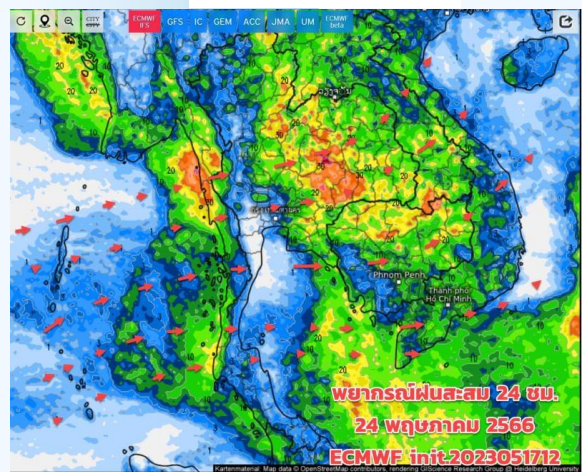 CITY
CITY
ECMWF IFS GFS IC GEM ACC JMA UM ECMWF beta
Phnom Penh
Thành phố
Hồ Chí Minh
พยากรณ์ฝนสะสม 24 ชม.
24 พฤษภาคม 2566
ECMWF init.2023051712
Kartenmaterial: Map data © OpenStreetMap contributors, rendering GIScience Research Group @ Heidelberg University